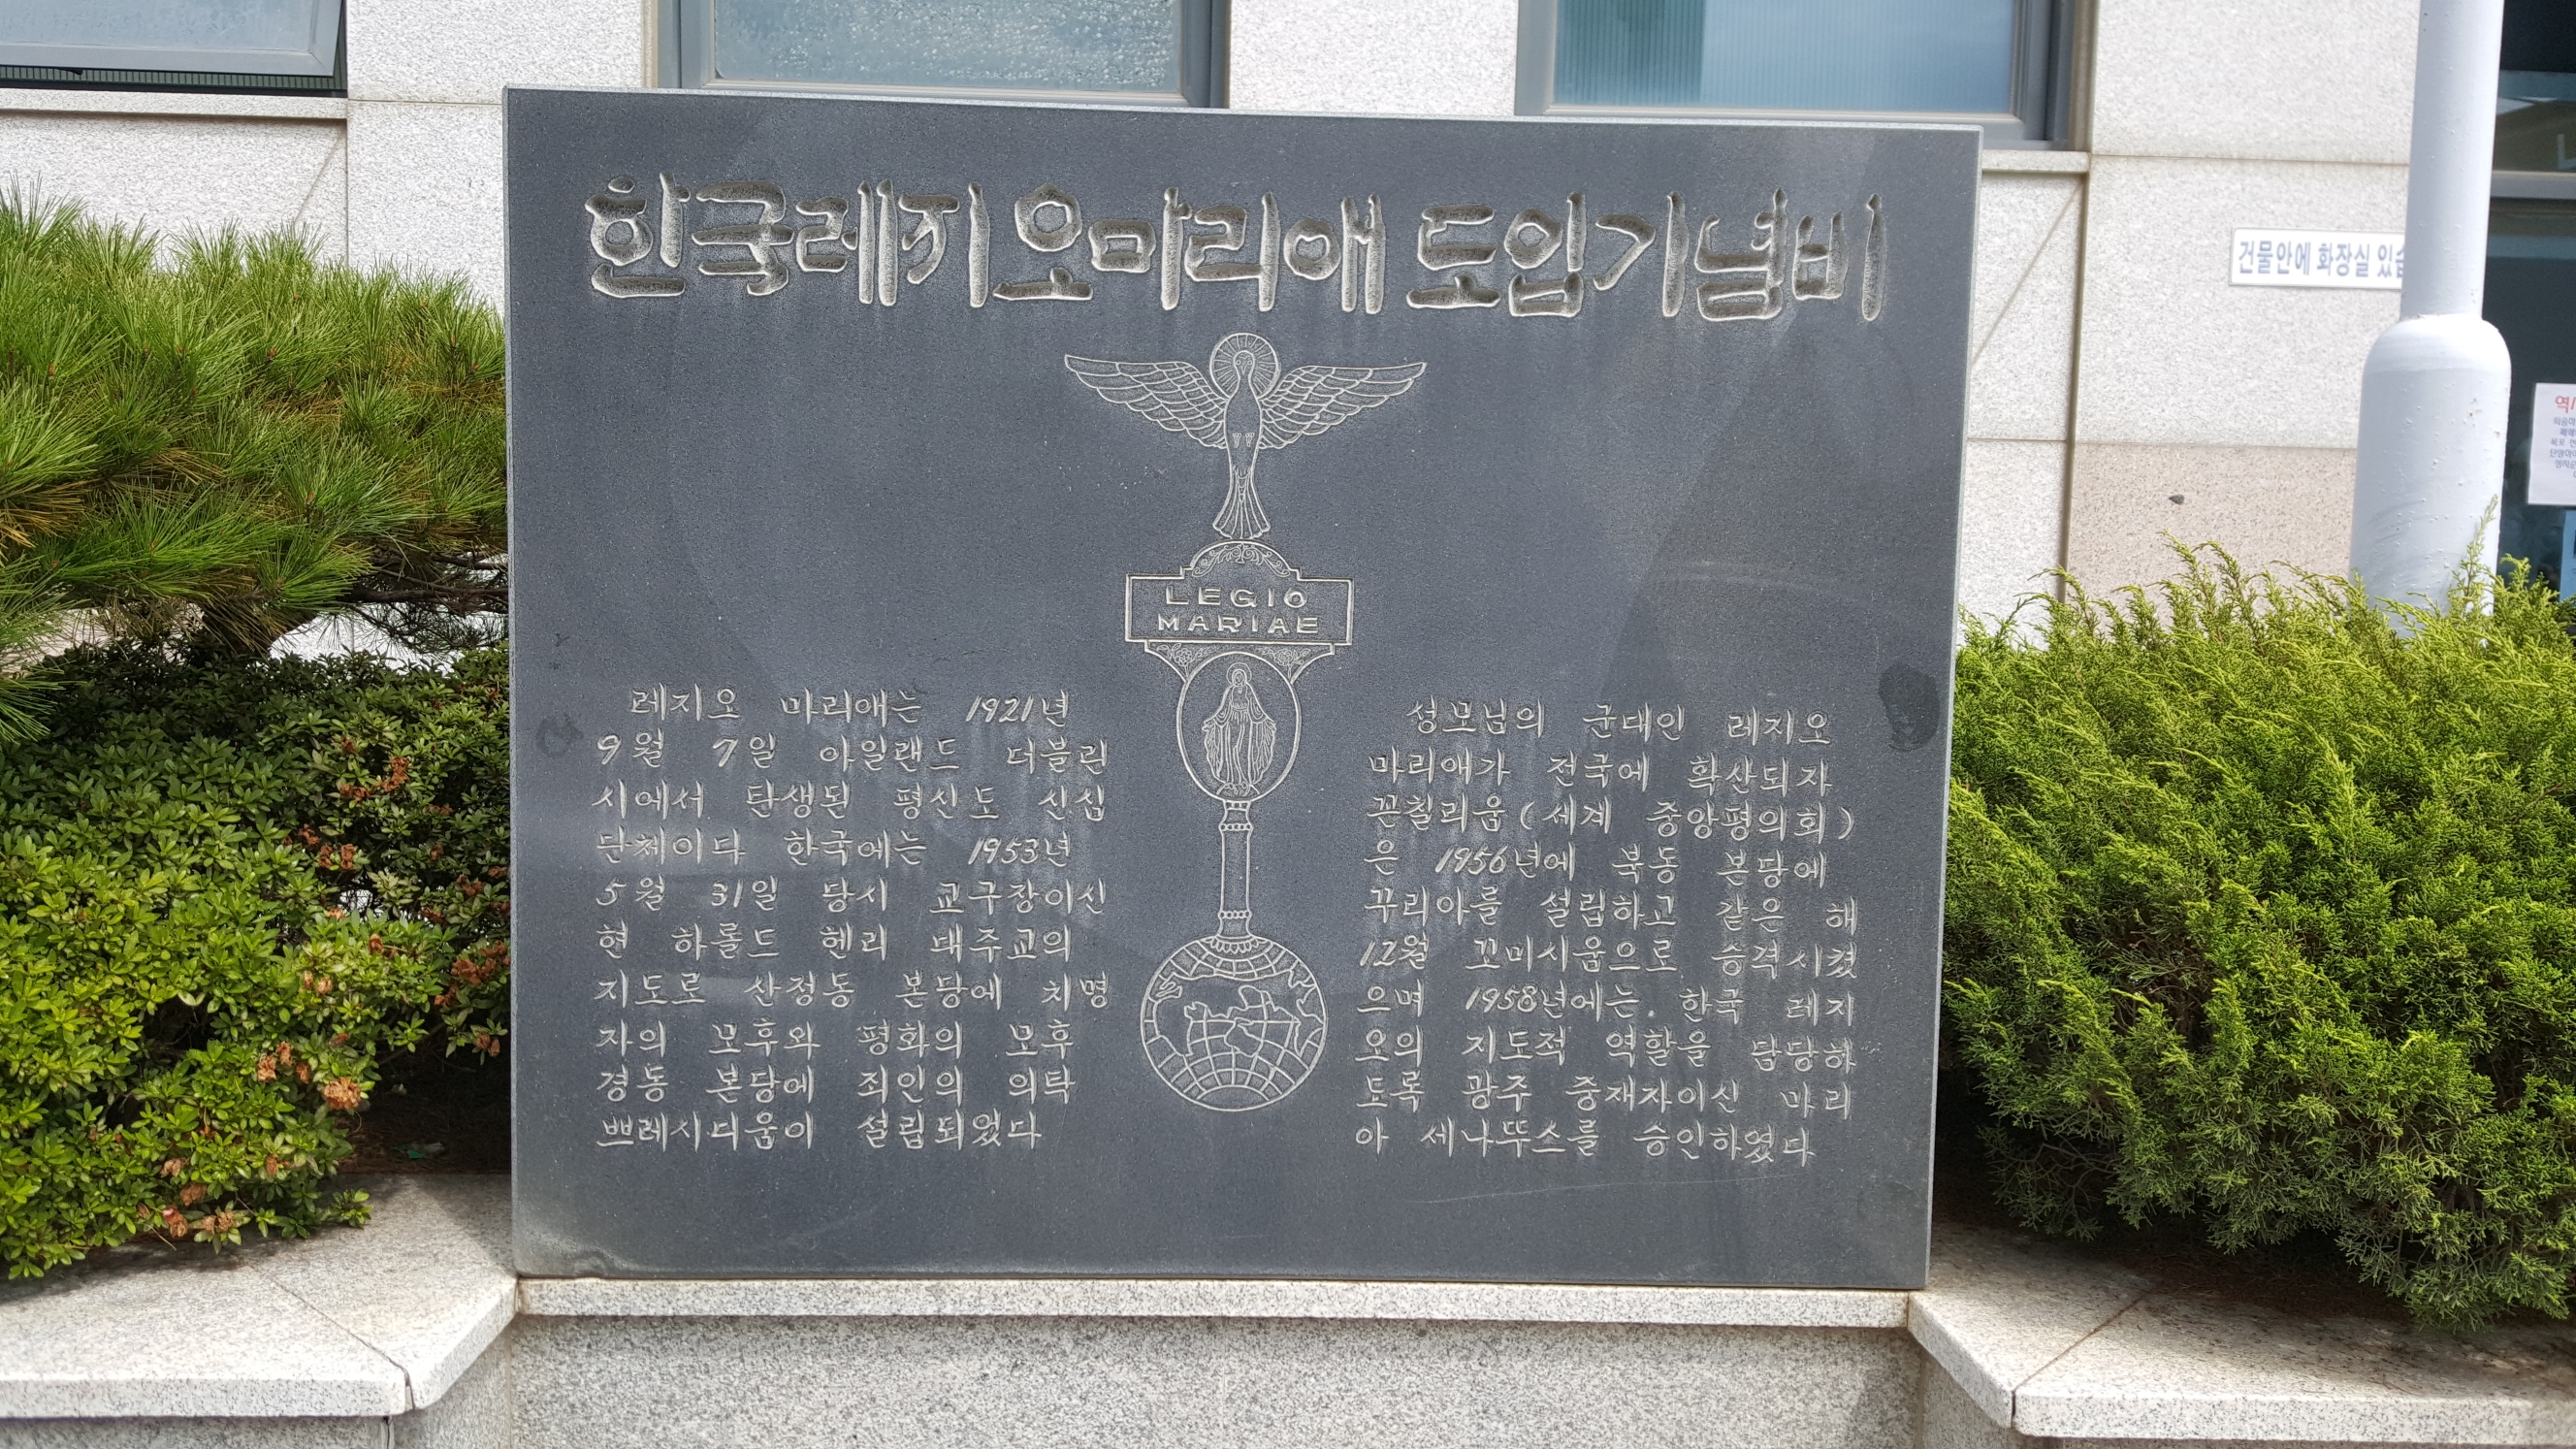 한국레지오마리애 도입기념비
LEGIO
MARIAE
레지오 마리애는 1921년
9월 7일 아일랜드 더블린
시에서 탄생된 평신도 신심
단체이다 한국에는 1953년
5월 31일 당시 교구장이신
현 하롤드 헨리 대주교의
지도로 산정동 본당에 치명
자의 모후와 평화의 모후
경동 본당에 죄인의 의탁
쁘레시디움이 설립되었다
성모님의 군대인 레지오
마리애가 전국에 확산되자
꼰칠리움(세계 중앙평의회)
은 1956년에 북동 본당에
꾸리아를 설립하고 같은 해
12월 꼬미시움으로 승격시켰
으며 1958년에는 한국 레지
오의 지도적 역할을 담당하
도록 광주 중재자이신 마리
아 세나뚜스를 승인하였다
건물안에 화장실 있습